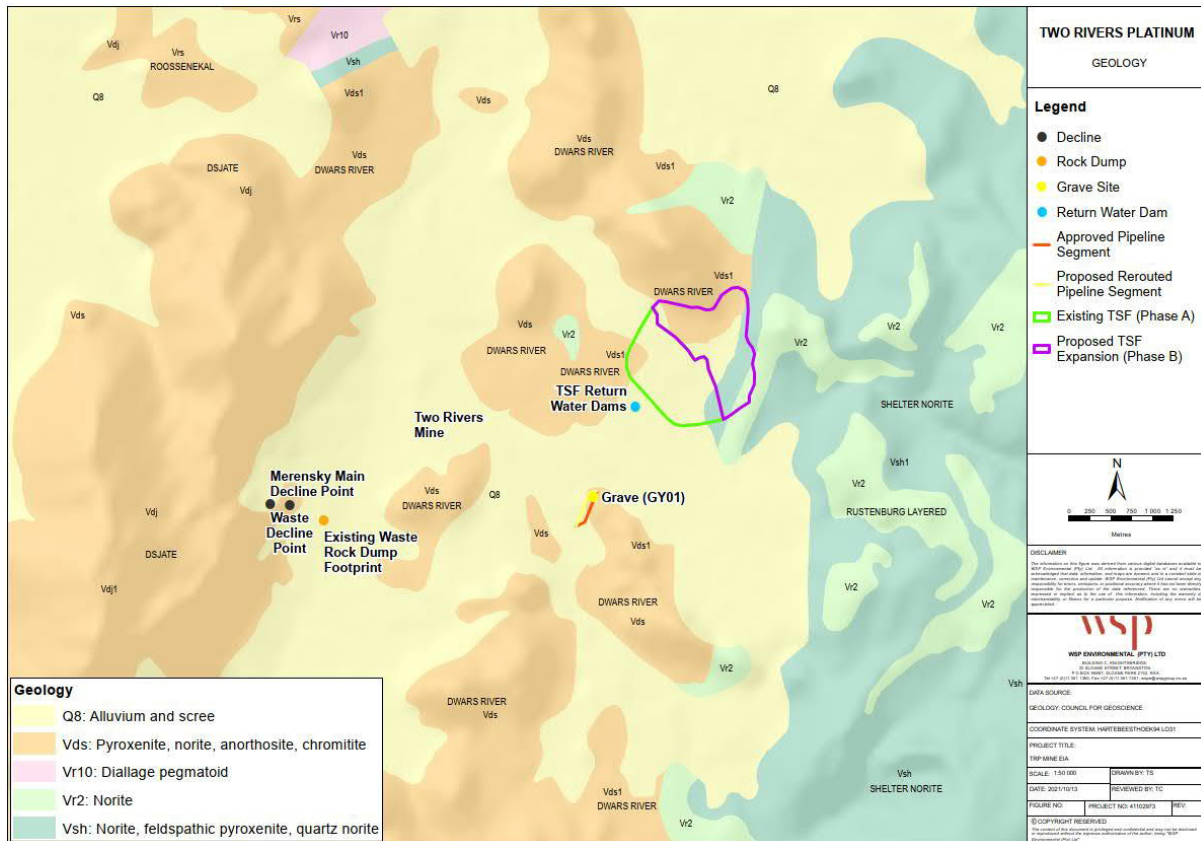 Vdj
Vrs
ROOSSENEKAL
Q8
Vrs
Vr10
Vsh
Vds1
Vds
Q8
Vds
DWARS RIVER
DSJATE
Vdj
Vds
DWARS RIVER
Vds1
Vr2
Vds1
DWARS RIVER
Vds
Vds
Vr2
DWARS RIVER
Vds1
DWARS RIVER
Vr2
Vr2
Vr2
TSF Return
Water Dams
SHELTER NORITE
Two Rivers
Mine
Vsh1
Vr2
RUSTENBURG LAYERED
Merensky Main
Decline Point
Waste
Decline
Point
Existing Waste
Rock Dump
Footprint
Vds
DWARS RIVER
Q8
Grave (GY01)
Vds
Vds1
Vdj
DSJATE
Vdj1
DWARS RIVER
Vds
Vr2
Vr2
Vr2
DWARS RIVER
Vds
Vsh
Vsh
SHELTER NORITE
Vds1
DWARS RIVER
Vr2
Geology
Q8: Alluvium and scree
Vds: Pyroxenite, norite, anorthosite, chromitite
Vr10: Diallage pegmatoid
Vr2: Norite
Vsh: Norite, feldspathic pyroxenite, quartz norite
TWO RIVERS PLATINUM
GEOLOGY
Legend
Decline
Rock Dump
Grave Site
Return Water Dam
Approved Pipeline
Segment
Proposed Rerouted
Pipeline Segment
Existing TSF (Phase A)
Proposed TSF
Expansion (Phase B)
N
0 250 500 750 1 000 1 250
Metres
DISCLAIMER
wsp
WSP ENVIRONMENTAL (PTY) LTD
DATA SOURCE:
GEOLOGY: COUNCIL FOR GEOSCIENCE
COORDINATE SYSTEM: HARTEBEESTHOEK94 LO31
PROJECT TITLE:
TRP MINE EIA
SCALE: 1:50 000
DRAWN BY: TS
DATE: 2021/10/13
REVIEWED BY: TC
FIGURE NO:
PROJECT NO: 41102973
REV:
© COPYRIGHT RESERVED